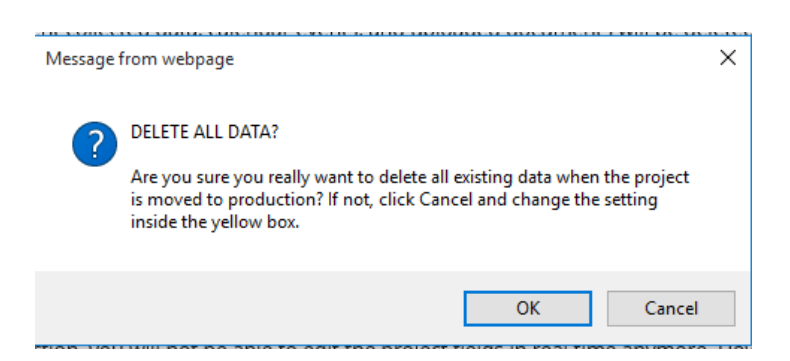 Message from webpage
DELETE ALL DATA?
Are you sure you really want to delete all existing data when the project
is moved to production? If not, click Cancel and change the setting
inside the yellow box.
OK
Cancel